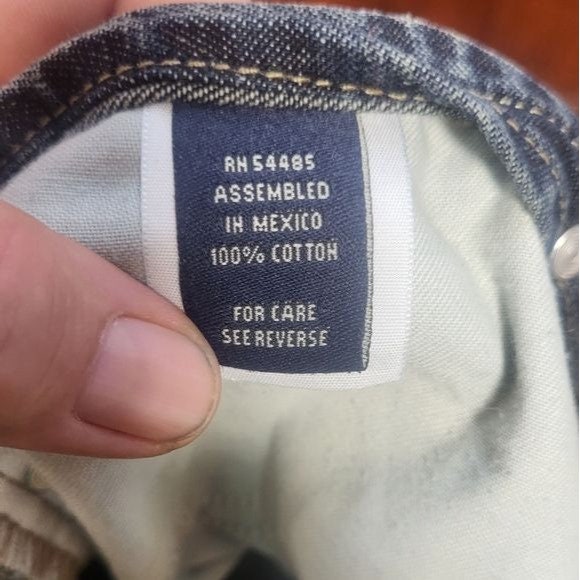 RN 54485
ASSEMBLED
IN MEXICO
100% COTTON
FOR CARE
SEE REVERSE